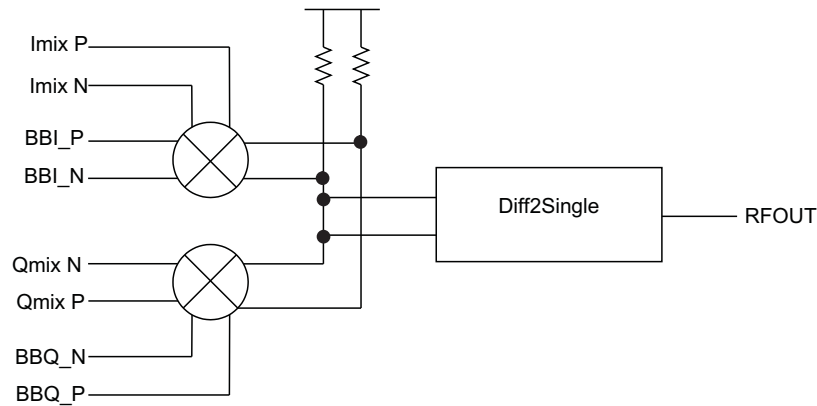 Imix P
Imix N
BBI_P
BBI_N
Diff2Single
RFOUT
Qmix N
Qmix P
BBQ_N
BBQ_P